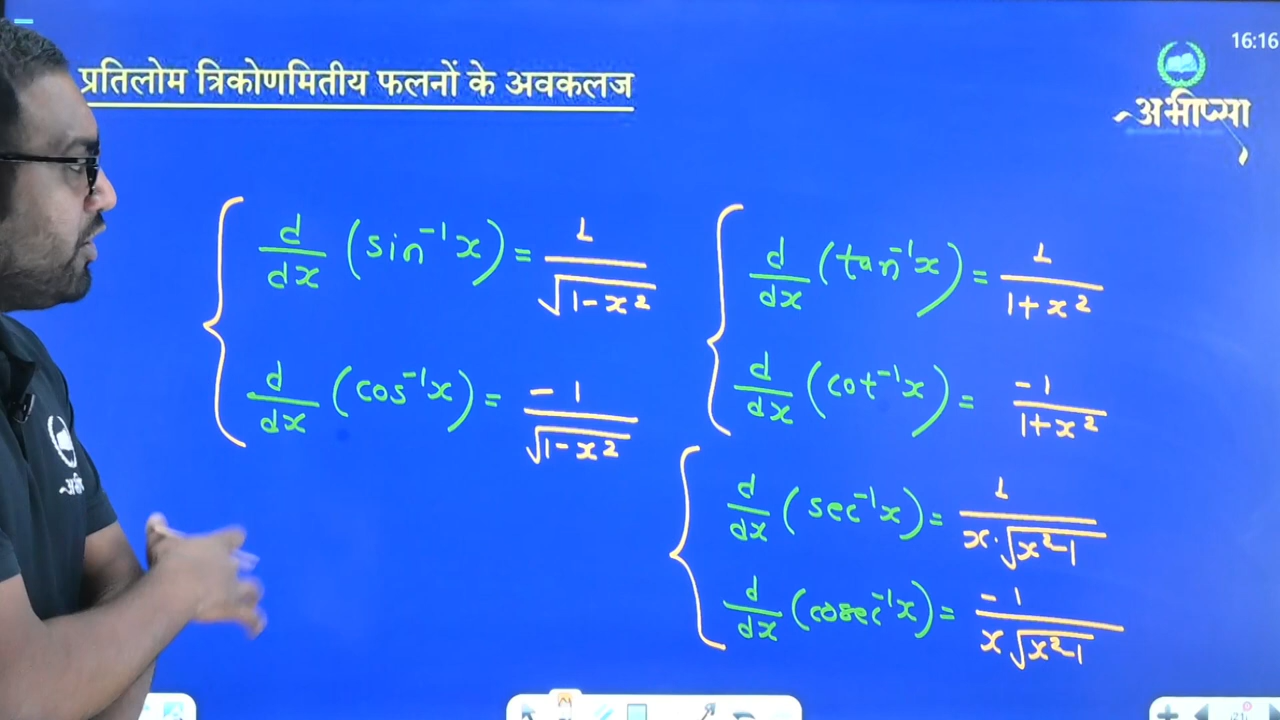 16:16
प्रतिलोम त्रिकोणमितीय फलनों के अवकलज
अभीप्सा
d/dx (sin⁻¹x) = 1/√(1-x²)
d/dx (cos⁻¹x) = -1/√(1-x²)
d/dx (tan⁻¹x) = 1/(1+x²)
d/dx (cot⁻¹x) = -1/(1+x²)
d/dx (sec⁻¹x) = 1/(x·√(x²-1))
d/dx (cosec⁻¹x) = -1/(x√(x²-1))